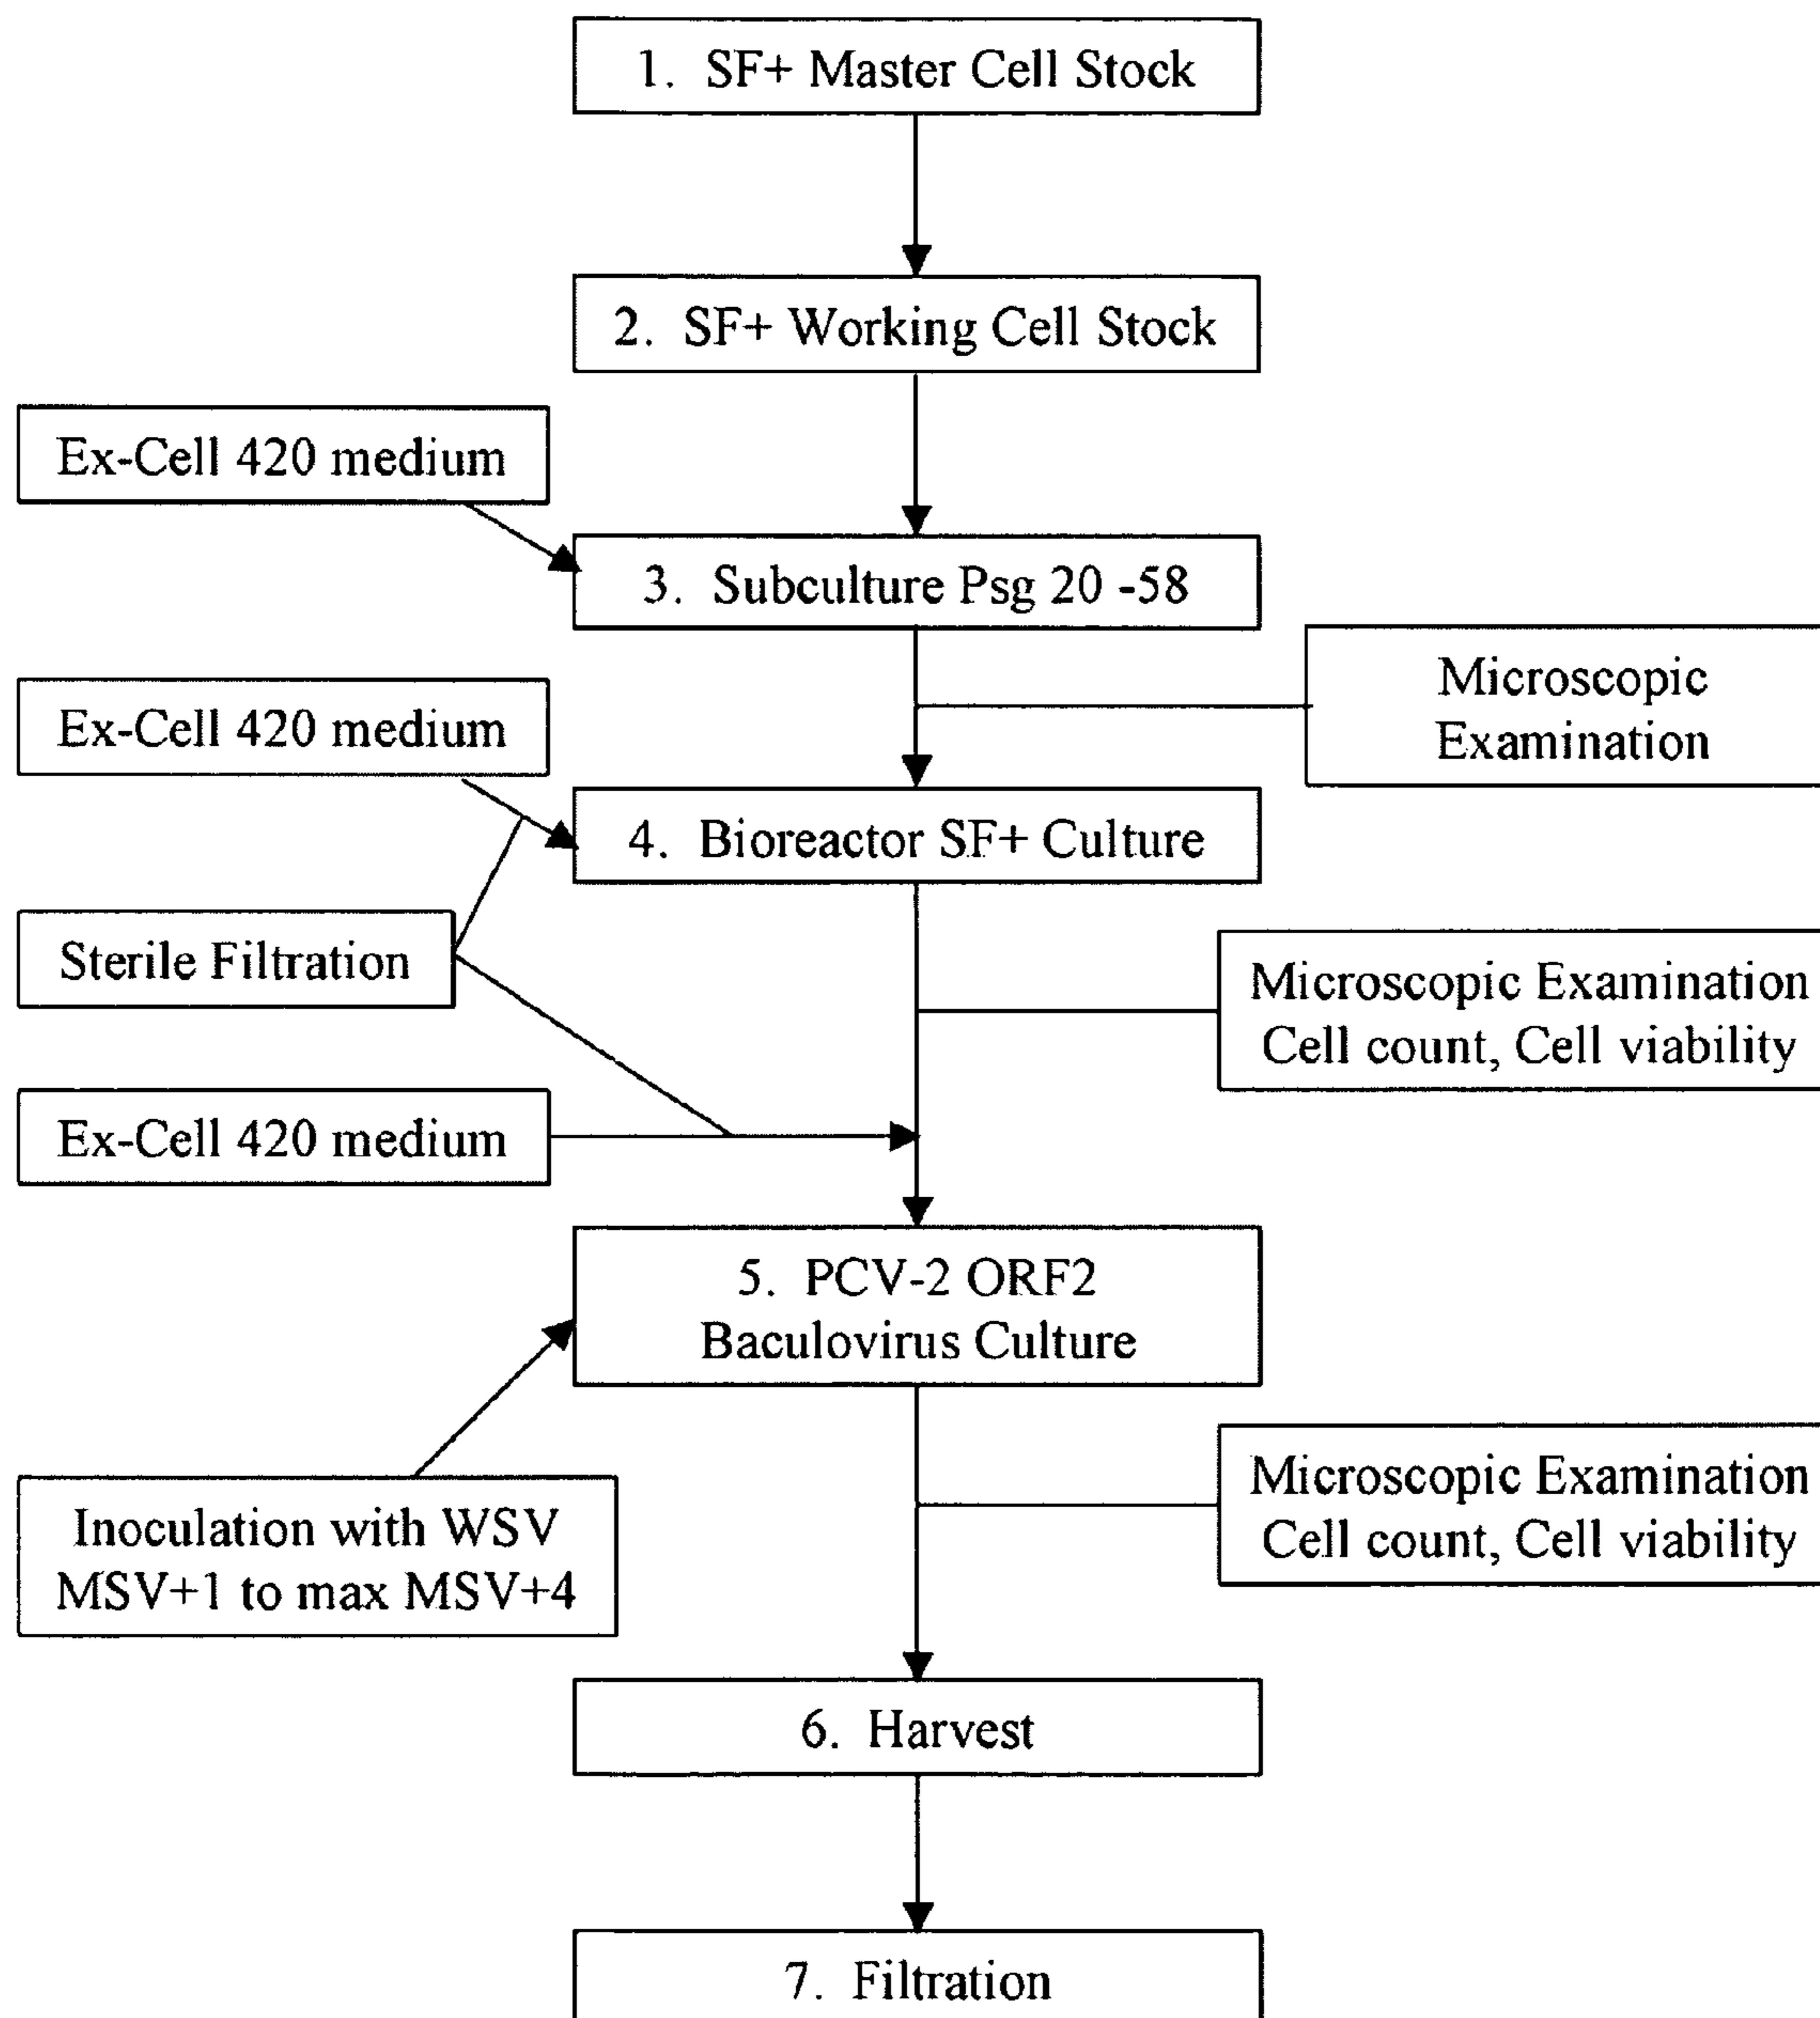 1. SF+ Master Cell Stock
2. SF+ Working Cell Stock
Ex-Cell 420 medium
3. Subculture Psg 20 -58
Microscopic
Examination
Ex-Cell 420 medium
4. Bioreactor SF+ Culture
Sterile Filtration
Microscopic Examination
Cell count, Cell viability
Ex-Cell 420 medium
5. PCV-2 ORF2
Baculovirus Culture
Inoculation with WSV
MSV+1 to max MSV+4
Microscopic Examination
Cell count, Cell viability
6. Harvest
7. Filtration